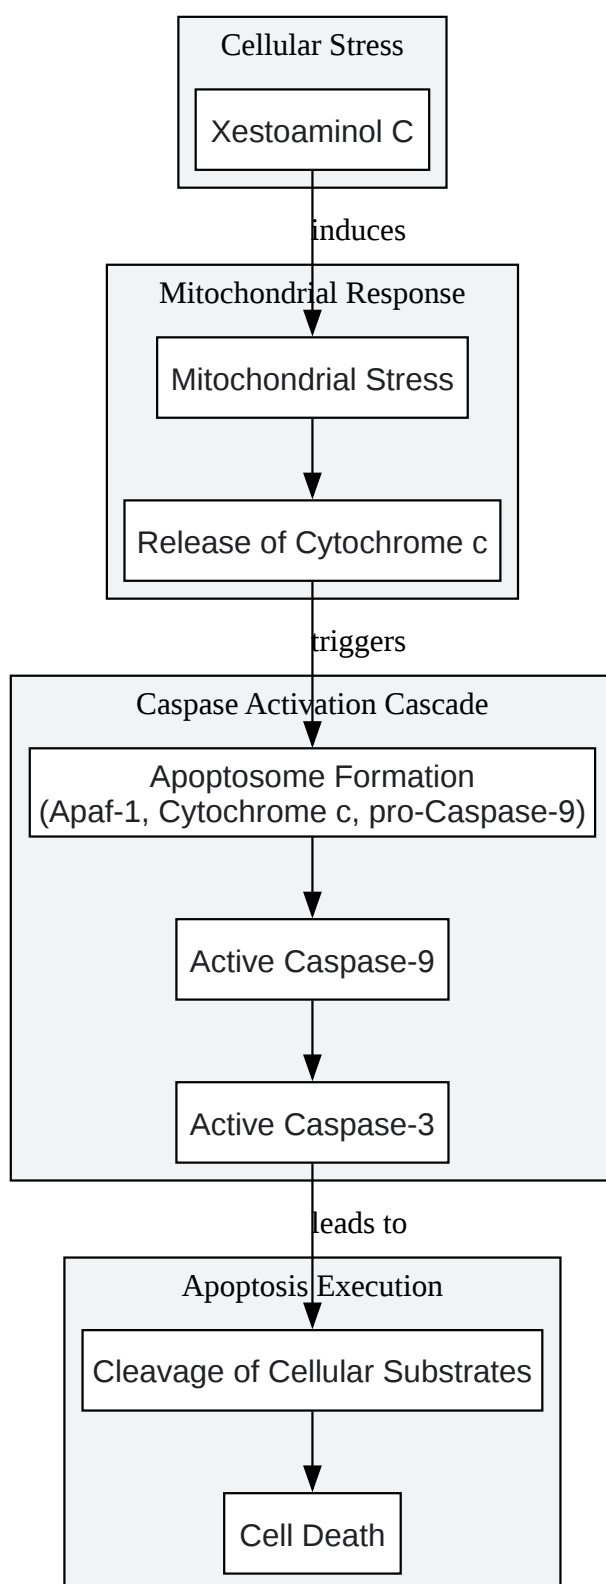 Cellular Stress
Xestoaminol C
induces
Mitochondrial Response
Mitochondrial Stress
Release of Cytochrome c
triggers
Caspase Activation Cascade
Apoptosome Formation
(Apaf-1, Cytochrome c, pro-Caspase-9)
Active Caspase-9
Active Caspase-3
leads to
Apoptosis Execution
Cleavage of Cellular Substrates
Cell Death